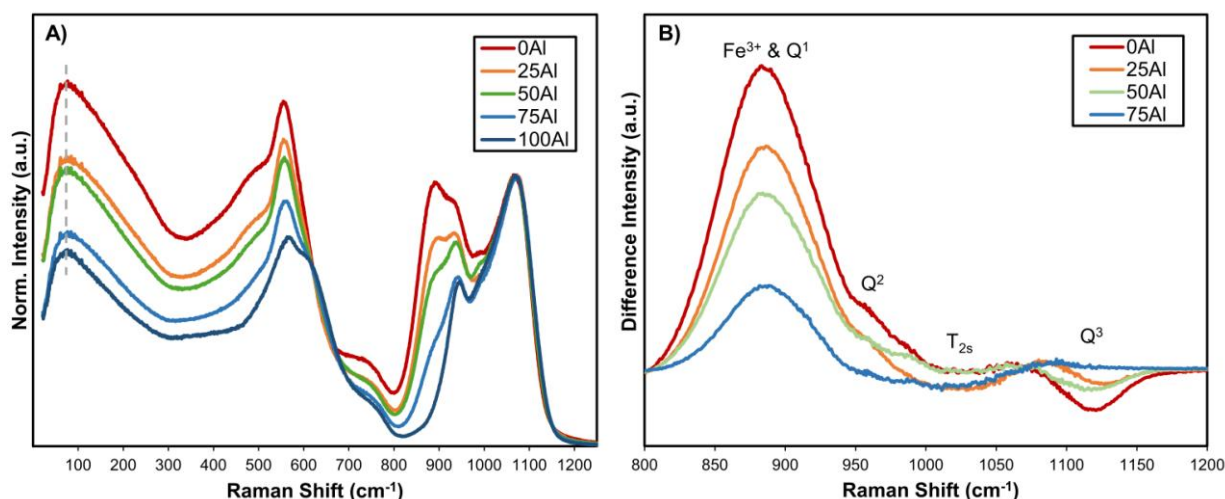 A)
0Al
25Al
50Al
75Al
100Al
Norm. Intensity (a.u.)
100 200 300 400 500 600 700 800 900 1000 1100 1200
Raman Shift (cm⁻¹)
B)
Fe³⁺ & Q¹
0Al
25Al
50Al
75Al
Q²
T₂ₛ
Q³
Difference Intensity (a.u.)
800 850 900 950 1000 1050 1100 1150 1200
Raman Shift (cm⁻¹)